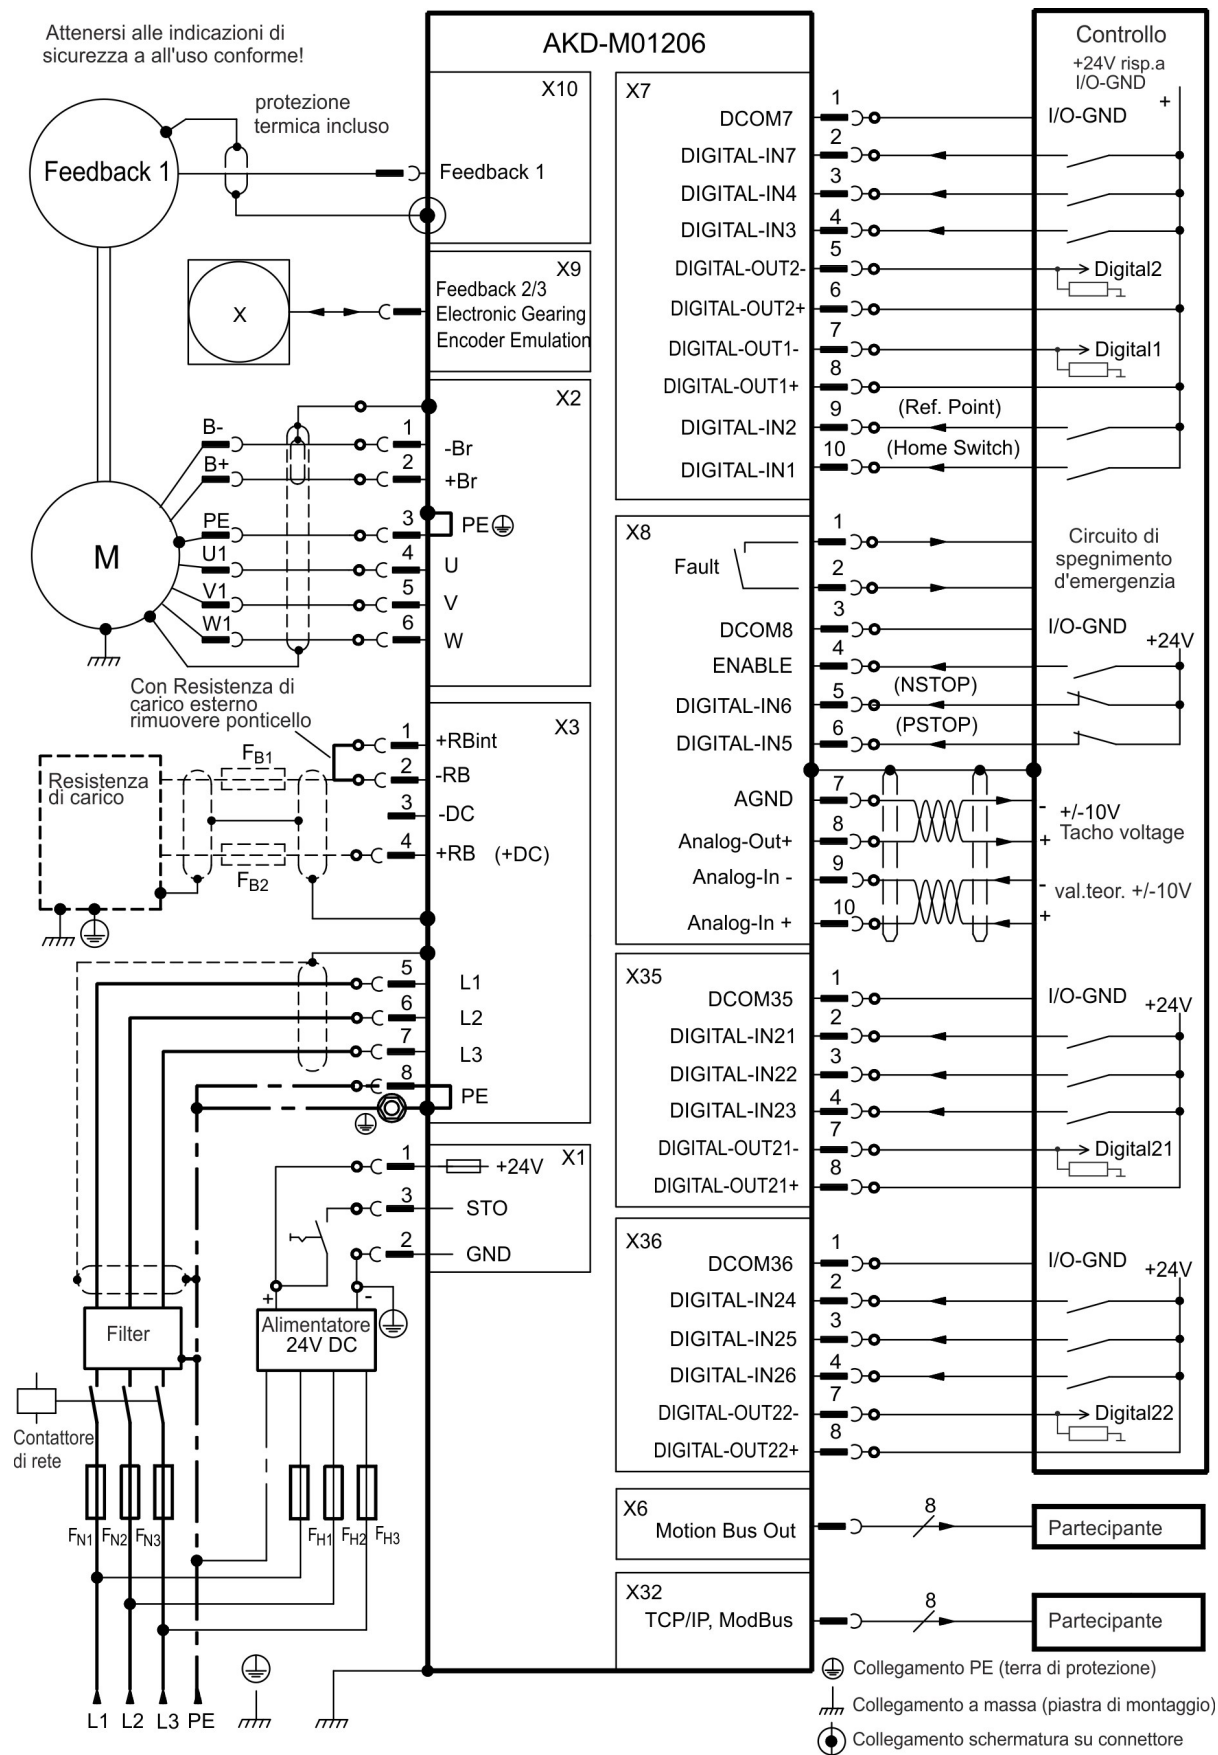 Attenersi alle indicazioni di
sicurezza a all'uso conforme!
AKD-M01206
Controllo
+24V risp.a
I/O-GND
+
protezione
termica incluso
Feedback 1
X10
Feedback 1
X
X9
Feedback 2/3
Electronic Gearing
Encoder Emulation
X2
B- 1 -Br
B+ 2 +Br
PE 3 PE
U1 4 U
V1 5 V
W1 6 W
M
Con Resistenza di
carico esterno
rimuovere ponticello
X3
Resistenza
di carico
FB1
FB2
1 +RBint
2 -RB
3 -DC
4 +RB (+DC)
5 L1
6 L2
7 L3
8 PE
X1
1 +24V
3 STO
2 GND
+ -
Alimentatore
24V DC
Filter
Contattore
di rete
FN1 FN2 FN3
FH1 FH2 FH3
L1 L2 L3 PE
X7
DCOM7 1 I/O-GND
DIGITAL-IN7 2
DIGITAL-IN4 3
DIGITAL-IN3 4
DIGITAL-OUT2- 5 Digital2
DIGITAL-OUT2+ 6
DIGITAL-OUT1- 7 Digital1
DIGITAL-OUT1+ 8
DIGITAL-IN2 9 (Ref. Point)
DIGITAL-IN1 10 (Home Switch)
X8
Fault 1
2
Circuito di
spegnimento
d'emergenzia
DCOM8 3 I/O-GND
+24V
ENABLE 4
DIGITAL-IN6 5 (NSTOP)
DIGITAL-IN5 6 (PSTOP)
AGND 7 -
+/-10V
Tacho voltage
Analog-Out+ 8 +
Analog-In - 9 -
val.teor. +/-10V
Analog-In + 10 +
X35
DCOM35 1 I/O-GND
+24V
DIGITAL-IN21 2
DIGITAL-IN22 3
DIGITAL-IN23 4
DIGITAL-OUT21- 7 Digital21
DIGITAL-OUT21+ 8
X36
DCOM36 1 I/O-GND
+24V
DIGITAL-IN24 2
DIGITAL-IN25 3
DIGITAL-IN26 4
DIGITAL-OUT22- 7 Digital22
DIGITAL-OUT22+ 8
X6
Motion Bus Out 8 Partecipante
X32
TCP/IP, ModBus 8 Partecipante
Collegamento PE (terra di protezione)
Collegamento a massa (piastra di montaggio)
Collegamento schermatura su connettore